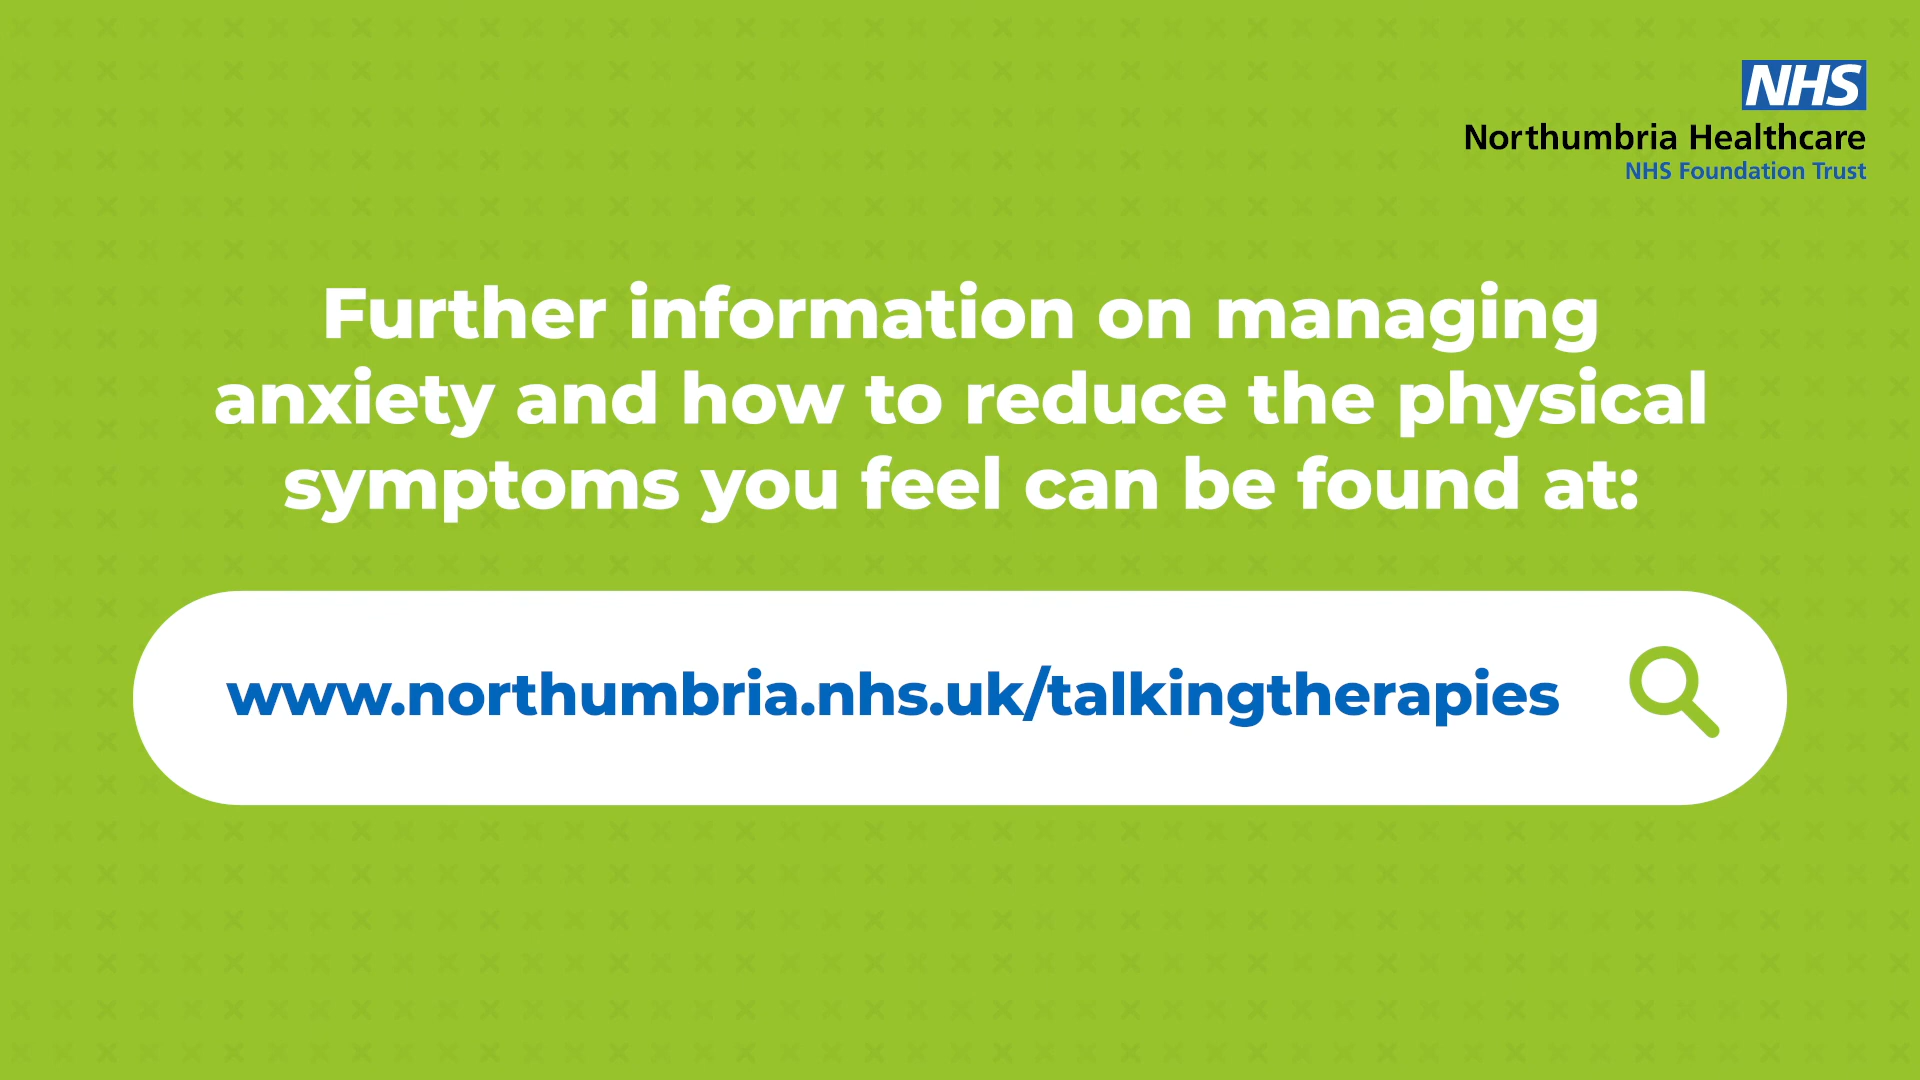 NHS
Northumbria Healthcare
NHS Foundation Trust
Further information on managing
anxiety and how to reduce the physical
symptoms you feel can be found at:
www.northumbria.nhs.uk/talkingtherapies